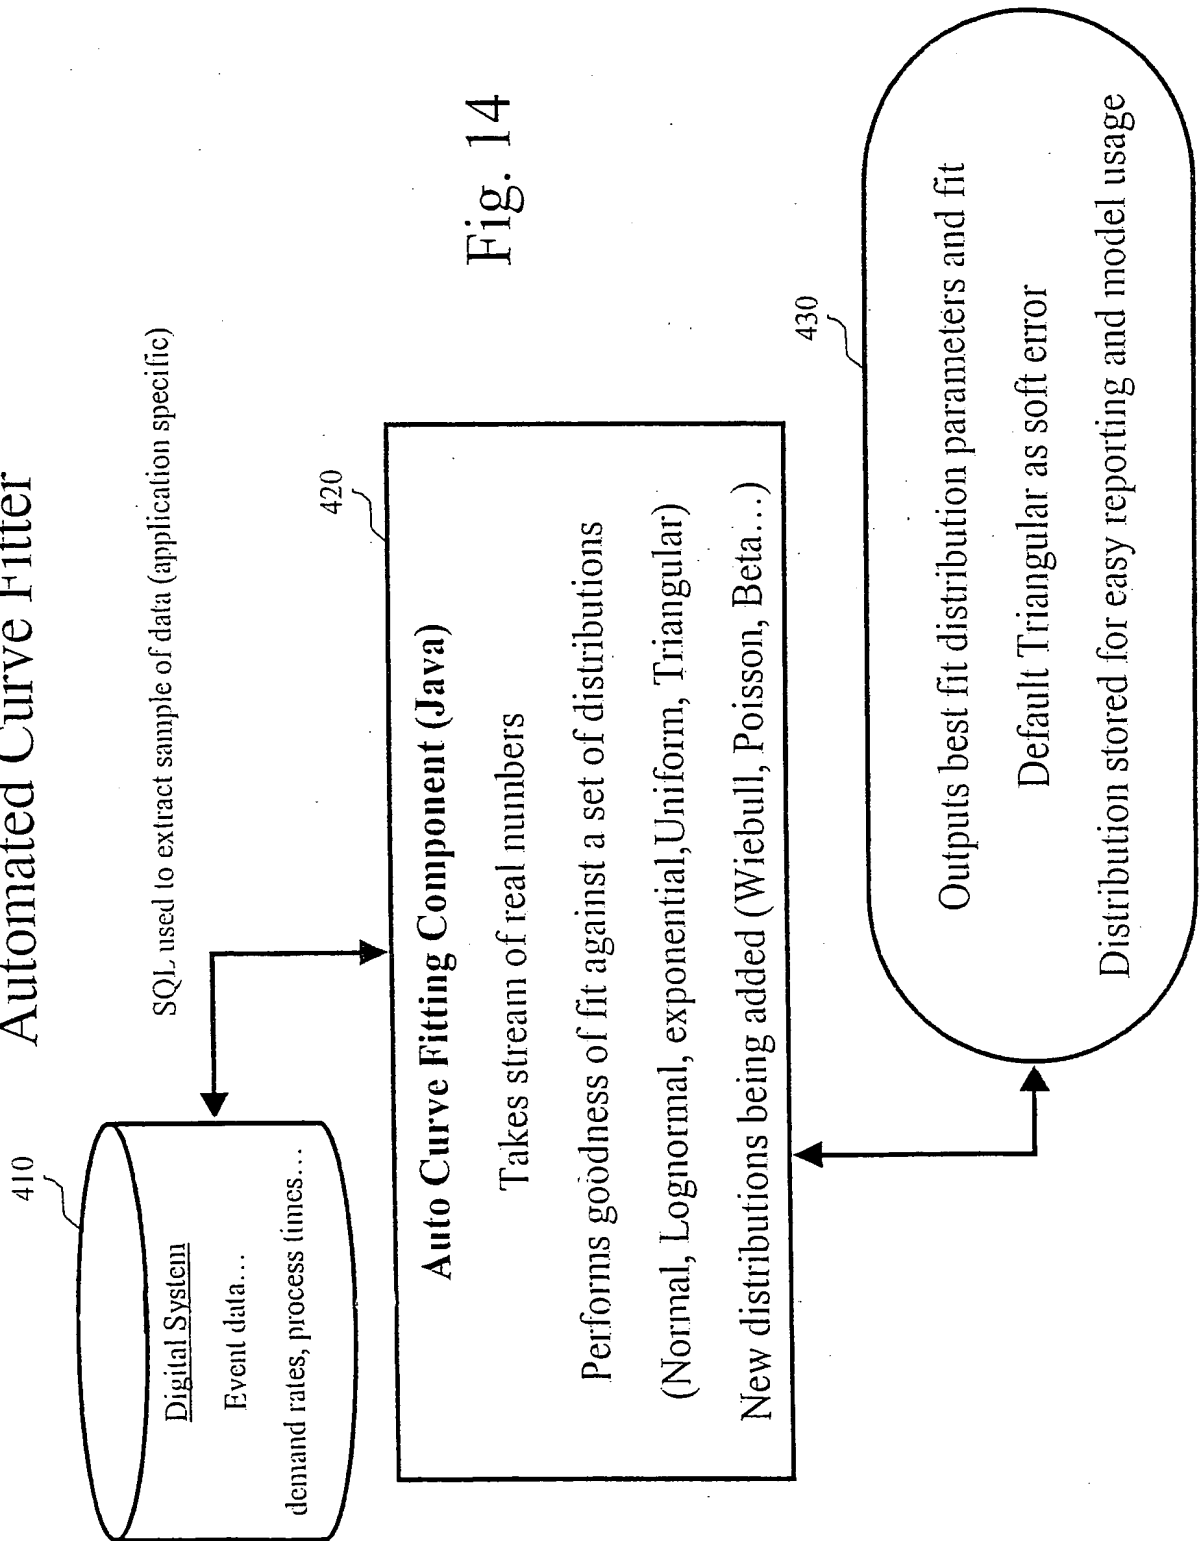 Automated Curve Fitter
410
Digital System
Event data...
demand rates, process times...
SQL used to extract sample of data (application specific)
420
Auto Curve Fitting Component (Java)
Takes stream of real numbers
Performs goodness of fit against a set of distributions
(Normal, Lognormal, exponential,Uniform, Triangular)
New distributions being added (Wiebull, Poisson, Beta...)
Fig. 14
430
Outputs best fit distribution parameters and fit
Default Triangular as soft error
Distribution stored for easy reporting and model usage